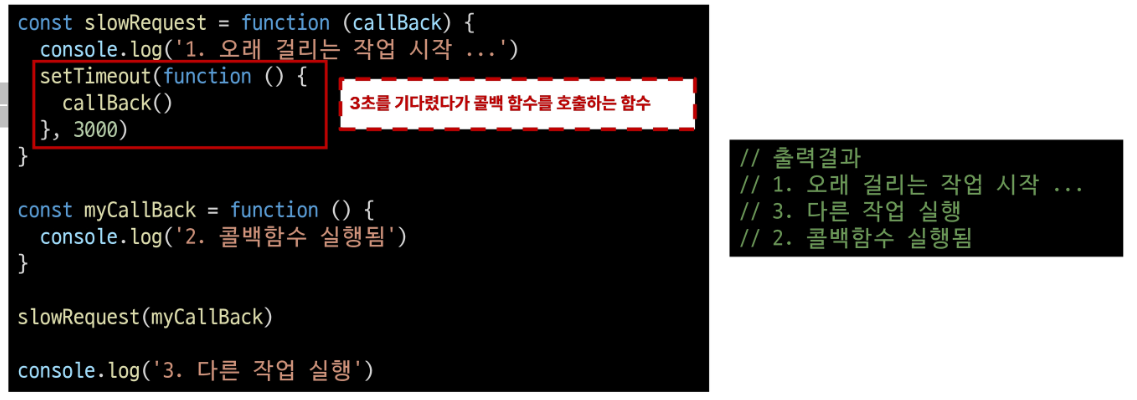 const slowRequest = function (callBack) {
  console.log('1. 오래 걸리는 작업 시작 ...')
  setTimeout(function () {
    callBack()
  }, 3000)
}
3초를 기다렸다가 콜백 함수를 호출하는 함수
const myCallBack = function () {
  console.log('2. 콜백함수 실행됨')
}
slowRequest(myCallBack)
console.log('3. 다른 작업 실행')
// 출력결과
// 1. 오래 걸리는 작업 시작 ...
// 3. 다른 작업 실행
// 2. 콜백함수 실행됨